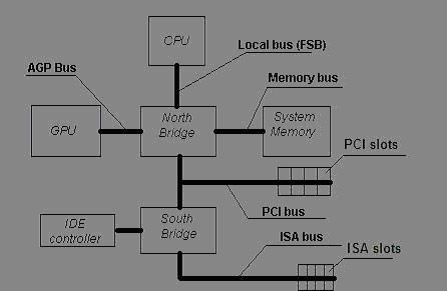 CPU
Local bus (FSB)
AGP Bus
Memory bus
GPU
North
Bridge
System
Memory
PCI slots
PCI bus
IDE
controller
South
Bridge
ISA bus
ISA slots